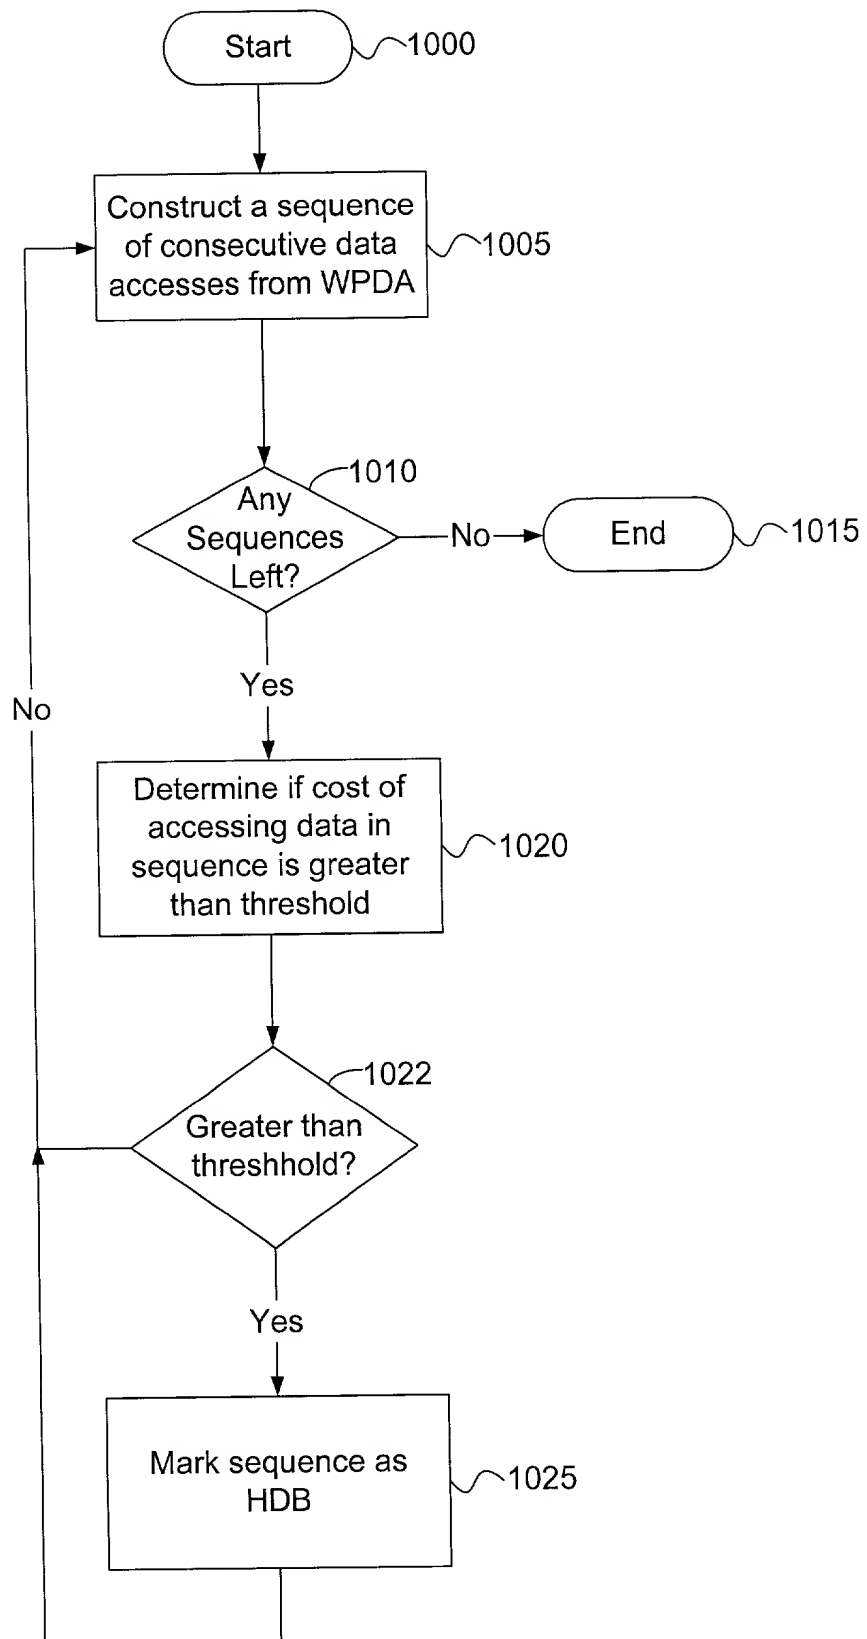 Start
1000
Construct a sequence
of consecutive data
accesses from WPDA
1005
1010
Any
Sequences
Left?
No
End
1015
Yes
No
Determine if cost of
accessing data in
sequence is greater
than threshold
1020
1022
Greater than
threshhold?
Yes
Mark sequence as
HDB
1025